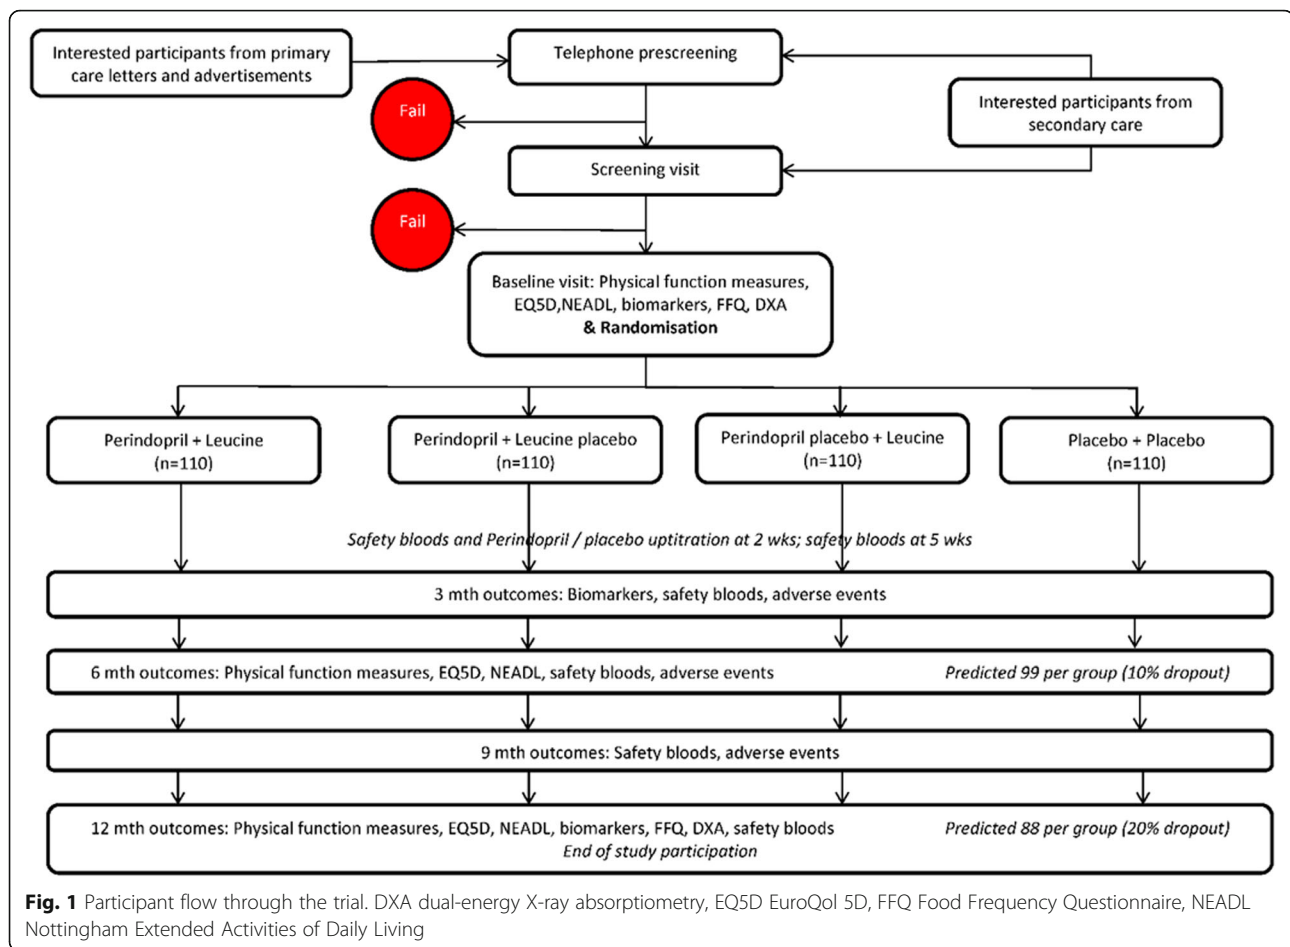 Interested participants from primary
care letters and advertisements
Telephone prescreening
Interested participants from
secondary care
Fail
Screening visit
Fail
Baseline visit: Physical function measures,
EQ5D,NEADL, biomarkers, FFQ, DXA
& Randomisation
Perindopril + Leucine
(n=110)
Perindopril + Leucine placebo
(n=110)
Perindopril placebo + Leucine
(n=110)
Placebo + Placebo
(n=110)
Safety bloods and Perindopril / placebo uptitration at 2 wks; safety bloods at 5 wks
3 mth outcomes: Biomarkers, safety bloods, adverse events
6 mth outcomes: Physical function measures, EQ5D, NEADL, safety bloods, adverse events
Predicted 99 per group (10% dropout)
9 mth outcomes: Safety bloods, adverse events
12 mth outcomes: Physical function measures, EQ5D, NEADL, biomarkers, FFQ, DXA, safety bloods
Predicted 88 per group (20% dropout)
End of study participation
Fig. 1 Participant flow through the trial. DXA dual-energy X-ray absorptiometry, EQ5D EuroQol 5D, FFQ Food Frequency Questionnaire, NEADL
Nottingham Extended Activities of Daily Living